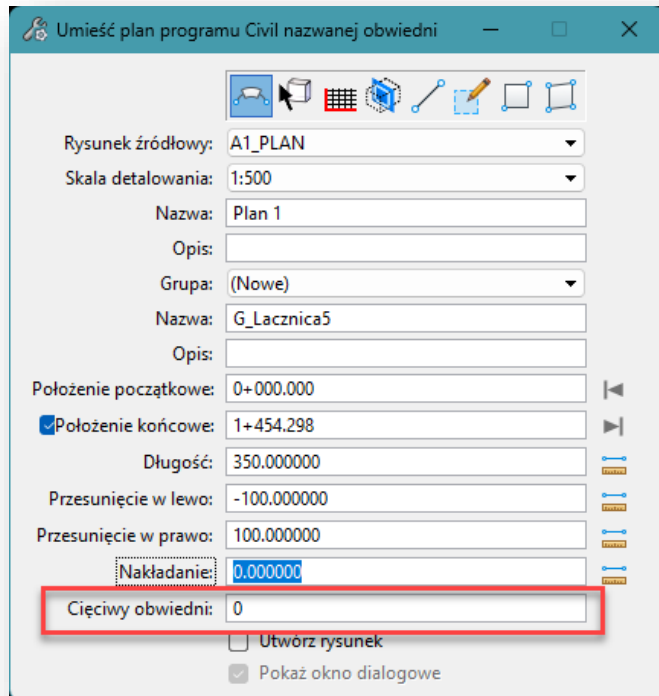 Umieść plan programu Civil nazwanej obwiedni
Rysunek źródłowy: A1_PLAN
Skala detalowania: 1:500
Nazwa: Plan 1
Opis:
Grupa: (Nowe)
Nazwa: G_Lacznica5
Opis:
Położenie początkowe: 0+000.000
Położenie końcowe: 1+454.298
Długość: 350.000000
Przesunięcie w lewo: -100.000000
Przesunięcie w prawo: 100.000000
Nakładanie: 0.000000
Cięciwy obwiedni: 0
Utwórz rysunek
Pokaż okno dialogowe